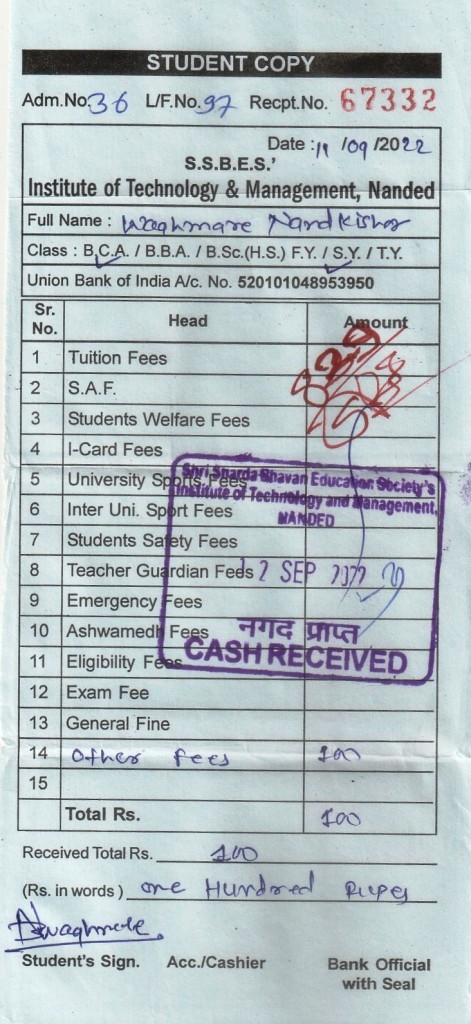 STUDENT COPY
Adm.No. 36 L/F.No. 97 Recpt.No. 67332
Date : 11 /09 /2022
S.S.B.E.S.'
Institute of Technology & Management, Nanded
Full Name : Waghmare Nandkishor
Class : B.C.A. / B.B.A. / B.Sc.(H.S.) F.Y. / S.Y. / T.Y.
Union Bank of India A/c. No. 520101048953950
Sr. No. Head Amount
1 Tuition Fees
2 S.A.F.
3 Students Welfare Fees
4 I-Card Fees
5 University Sports Fees
6 Inter Uni. Sport Fees
7 Students Safety Fees
8 Teacher Guardian Fees
9 Emergency Fees
10 Ashwamedh Fees
11 Eligibility Fees
12 Exam Fee
13 General Fine
14 Other fees 100
15
Total Rs. 100
Shri Sharda Bhavan Education Society's
Institute of Technology and Management,
NANDED
12 SEP 2022
नगद प्राप्त
CASH RECEIVED
Received Total Rs. 100
(Rs. in words) one Hundred Rupes
Waghmare
Student's Sign. Acc./Cashier Bank Official
with Seal